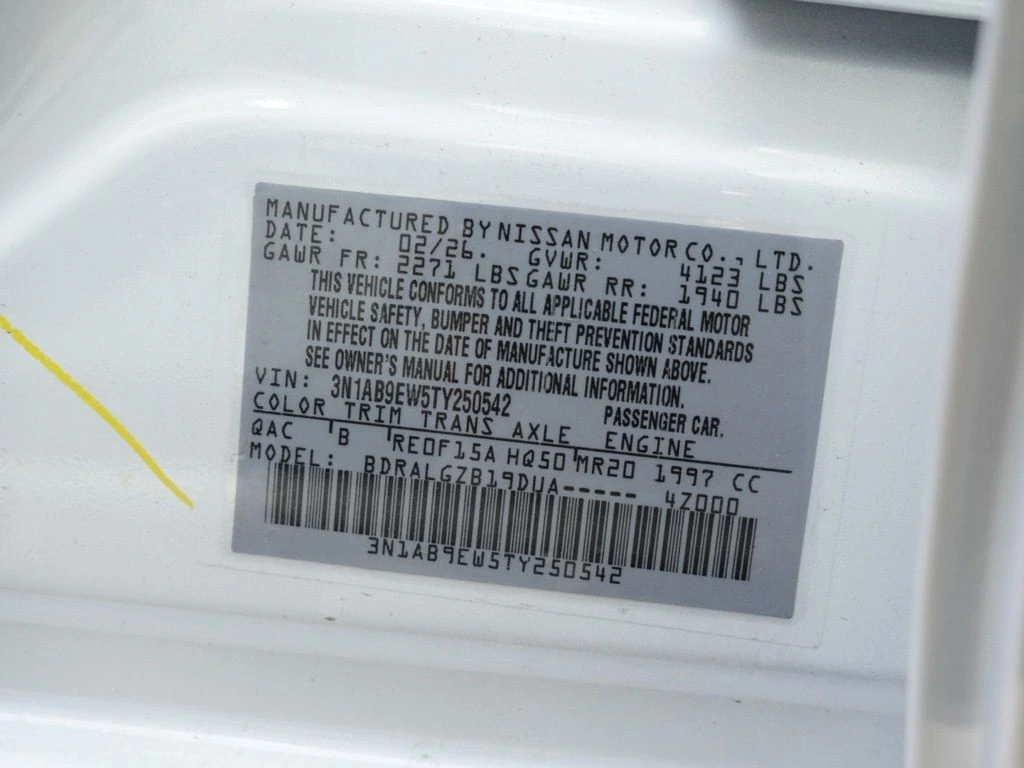 MANUFACTURED BY NISSAN MOTOR CO., LTD.
DATE: 02/26. GVWR: 4123 LBS
GAWR FR: 2271 LBS GAWR RR: 1940 LBS
THIS VEHICLE CONFORMS TO ALL APPLICABLE FEDERAL MOTOR
VEHICLE SAFETY, BUMPER AND THEFT PREVENTION STANDARDS
IN EFFECT ON THE DATE OF MANUFACTURE SHOWN ABOVE.
SEE OWNER'S MANUAL FOR ADDITIONAL INFORMATION.
VIN: 3N1AB9EW5TY250542 PASSENGER CAR.
COLOR TRIM TRANS AXLE ENGINE
QAC B RE0F15A HQ50 MR20 1997 CC
MODEL: BDRALGZB19DUA----- 4Z000
3N1AB9EW5TY250542